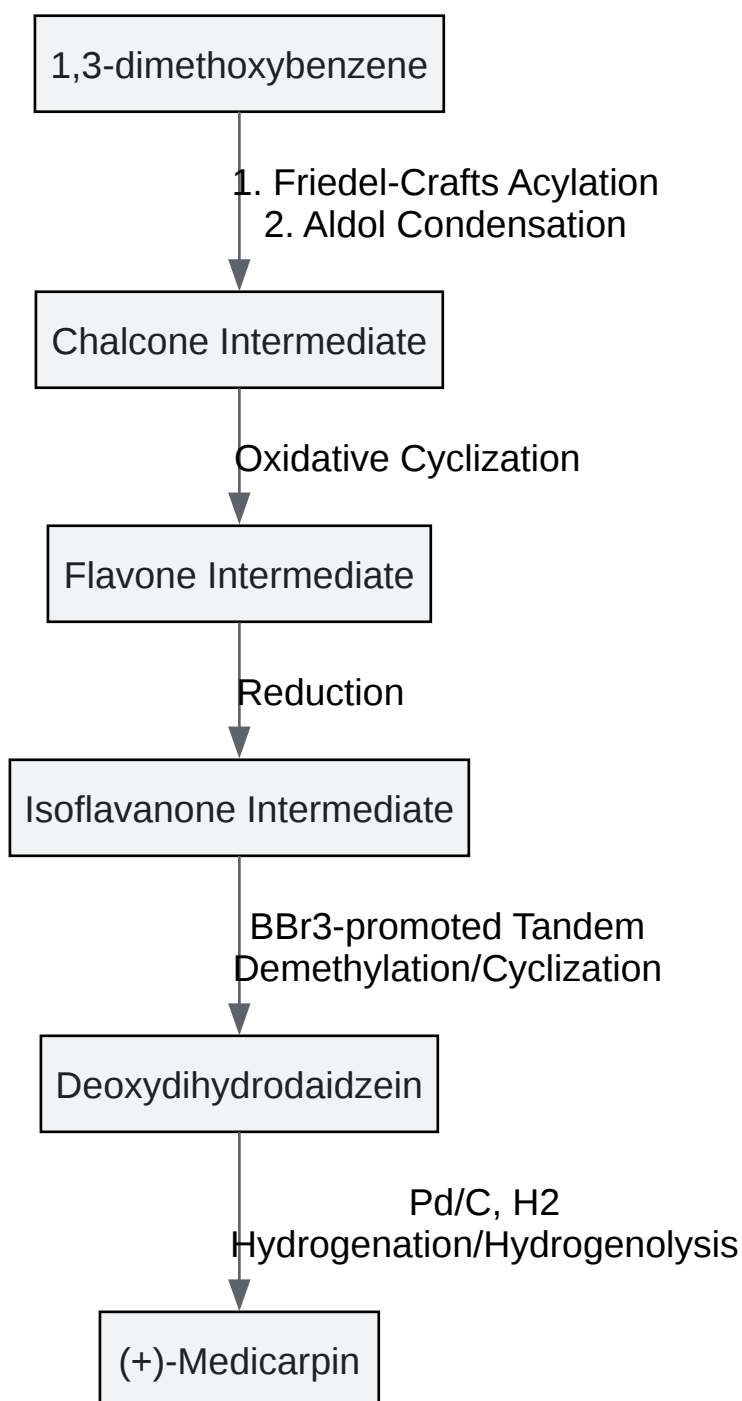 1,3-dimethoxybenzene
1. Friedel-Crafts Acylation
2. Aldol Condensation
Chalcone Intermediate
Oxidative Cyclization
Flavone Intermediate
Reduction
Isoflavanone Intermediate
BBr3-promoted Tandem
Demethylation/Cyclization
Deoxydihydrodaidzein
Pd/C, H2
Hydrogenation/Hydrogenolysis
(+)-Medicarpin